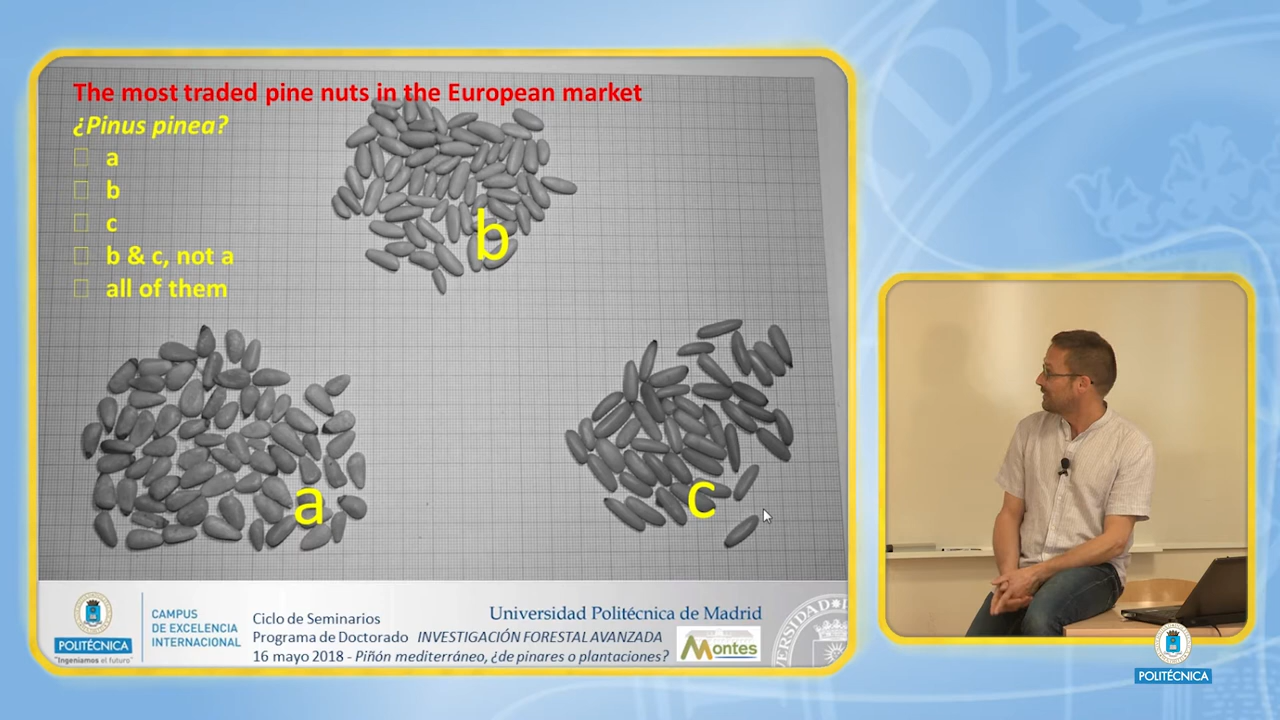 The most traded pine nuts in the European market
¿Pinus pinea?
a
b
c
b & c, not a
all of them
b
a
c
POLITÉCNICA
"Ingeniamos el futuro"
CAMPUS
DE EXCELENCIA
INTERNACIONAL
Ciclo de Seminarios
Programa de Doctorado INVESTIGACIÓN FORESTAL AVANZADA
16 mayo 2018 - Piñón mediterráneo, ¿de pinares o plantaciones?
Universidad Politécnica de Madrid
Montes
POLITÉCNICA